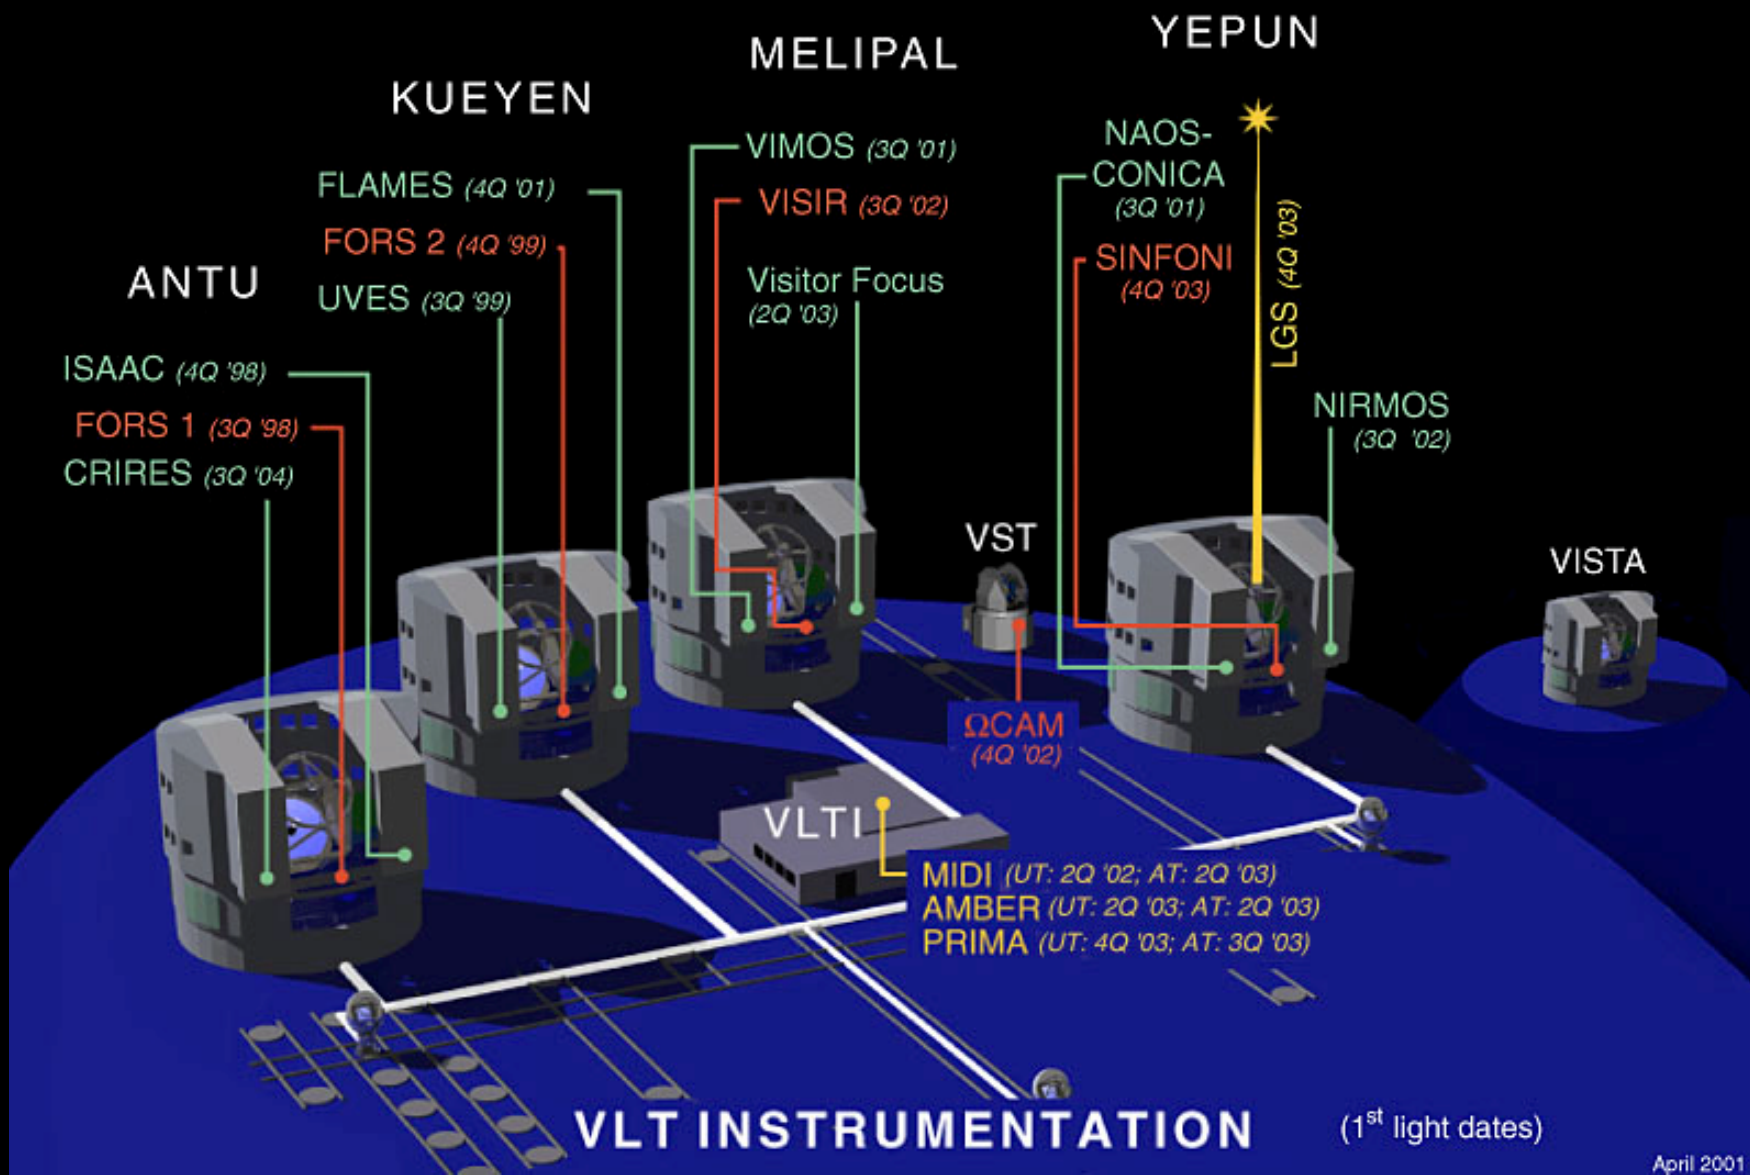 YEPUN
MELIPAL
KUEYEN
ANTU
NAOS-
CONICA
(3Q '01)
SINFONI
(4Q '03)
LGS (4Q '03)
NIRMOS
(3Q '02)
VIMOS (3Q '01)
VISIR (3Q '02)
Visitor Focus
(2Q '03)
FLAMES (4Q '01)
FORS 2 (4Q '99)
UVES (3Q '99)
ISAAC (4Q '98)
FORS 1 (3Q '98)
CRIRES (3Q '04)
VST
VISTA
ΩCAM
(4Q '02)
VLTI
MIDI (UT: 2Q '02; AT: 2Q '03)
AMBER (UT: 2Q '03; AT: 2Q '03)
PRIMA (UT: 4Q '03; AT: 3Q '03)
VLT INSTRUMENTATION
(1st light dates)
April 2001